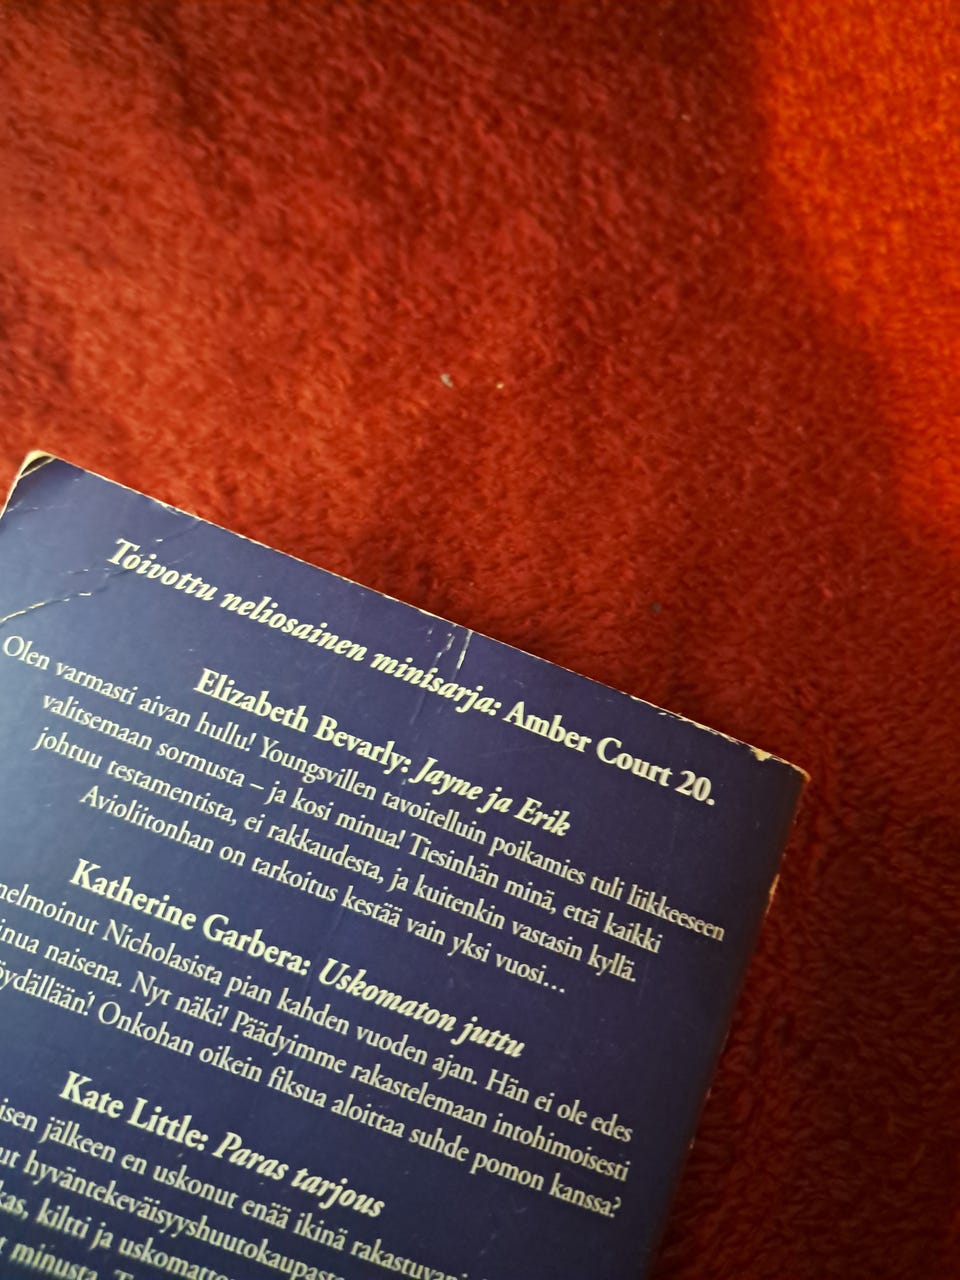 Toivottu neliosainen minisarja: Amber Court 20.
Elizabeth Bevarly: Jayne ja Erik
Olen varmasti aivan hullu! Youngsvillen tavoitelluin poikamies tuli liikkeeseen
valitsemaan sormusta – ja kosi minua! Tiesinhän minä, että kaikki
johtuu testamentista, ei rakkaudesta, ja kuitenkin vastasin kyllä.
Avioliitonhan on tarkoitus kestää vain yksi vuosi...
Katherine Garbera: Uskomaton juttu
Nicholasista pian kahden vuoden ajan. Hän ei ole edes
naisena. Nyt näki! Päädyimme rakastelemaan intohimoisesti
Onkohan oikein fiksua aloittaa suhde pomon kanssa?
Kate Little: Paras tarjous
jälkeen en uskonut enää ikinä
hyväntekeväisyyshuutokaupasta
kiltti ja
minusta.